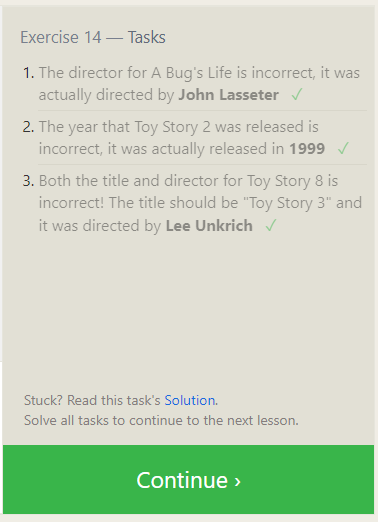 Exercise 14 — Tasks
1. The director for A Bug's Life is incorrect, it was
actually directed by John Lasseter ✓
2. The year that Toy Story 2 was released is
incorrect, it was actually released in 1999 ✓
3. Both the title and director for Toy Story 8 is
incorrect! The title should be "Toy Story 3" and
it was directed by Lee Unkrich ✓
Stuck? Read this task's Solution.
Solve all tasks to continue to the next lesson.
Continue ›